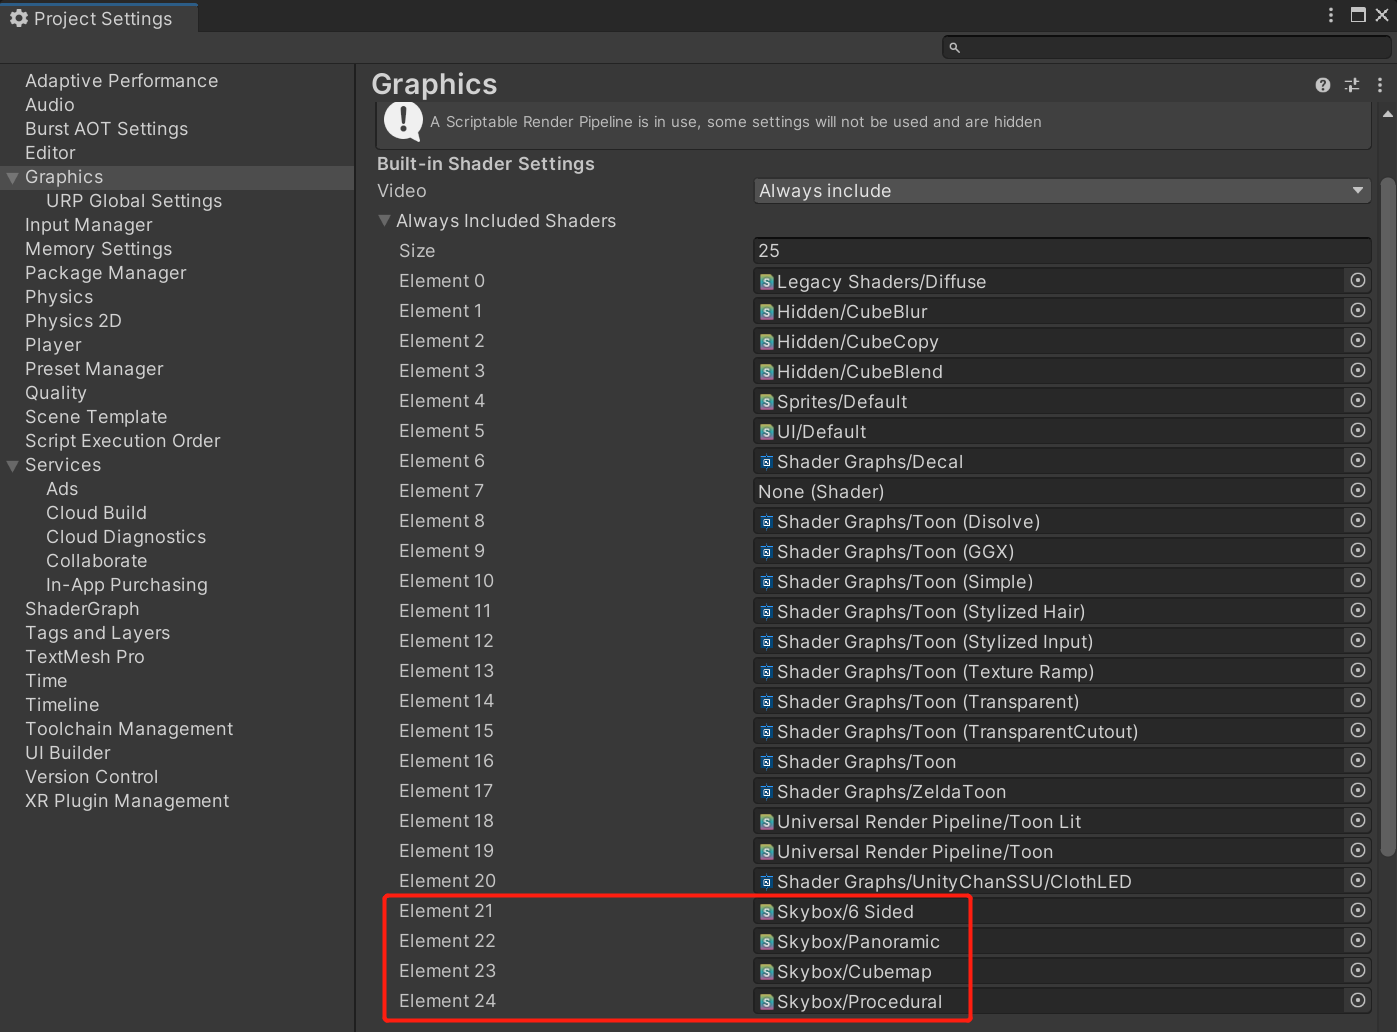 Project Settings
Adaptive Performance
Audio
Burst AOT Settings
Editor
Graphics
URP Global Settings
Input Manager
Memory Settings
Package Manager
Physics
Physics 2D
Player
Preset Manager
Quality
Scene Template
Script Execution Order
Services
Ads
Cloud Build
Cloud Diagnostics
Collaborate
In-App Purchasing
ShaderGraph
Tags and Layers
TextMesh Pro
Time
Timeline
Toolchain Management
UI Builder
Version Control
XR Plugin Management
Graphics
A Scriptable Render Pipeline is in use, some settings will not be used and are hidden
Built-in Shader Settings
Video Always include
Always Included Shaders
Size 25
Element 0 Legacy Shaders/Diffuse
Element 1 Hidden/CubeBlur
Element 2 Hidden/CubeCopy
Element 3 Hidden/CubeBlend
Element 4 Sprites/Default
Element 5 UI/Default
Element 6 Shader Graphs/Decal
Element 7 None (Shader)
Element 8 Shader Graphs/Toon (Disolve)
Element 9 Shader Graphs/Toon (GGX)
Element 10 Shader Graphs/Toon (Simple)
Element 11 Shader Graphs/Toon (Stylized Hair)
Element 12 Shader Graphs/Toon (Stylized Input)
Element 13 Shader Graphs/Toon (Texture Ramp)
Element 14 Shader Graphs/Toon (Transparent)
Element 15 Shader Graphs/Toon (TransparentCutout)
Element 16 Shader Graphs/Toon
Element 17 Shader Graphs/ZeldaToon
Element 18 Universal Render Pipeline/Toon Lit
Element 19 Universal Render Pipeline/Toon
Element 20 Shader Graphs/UnityChanSSU/ClothLED
Element 21 Skybox/6 Sided
Element 22 Skybox/Panoramic
Element 23 Skybox/Cubemap
Element 24 Skybox/Procedural